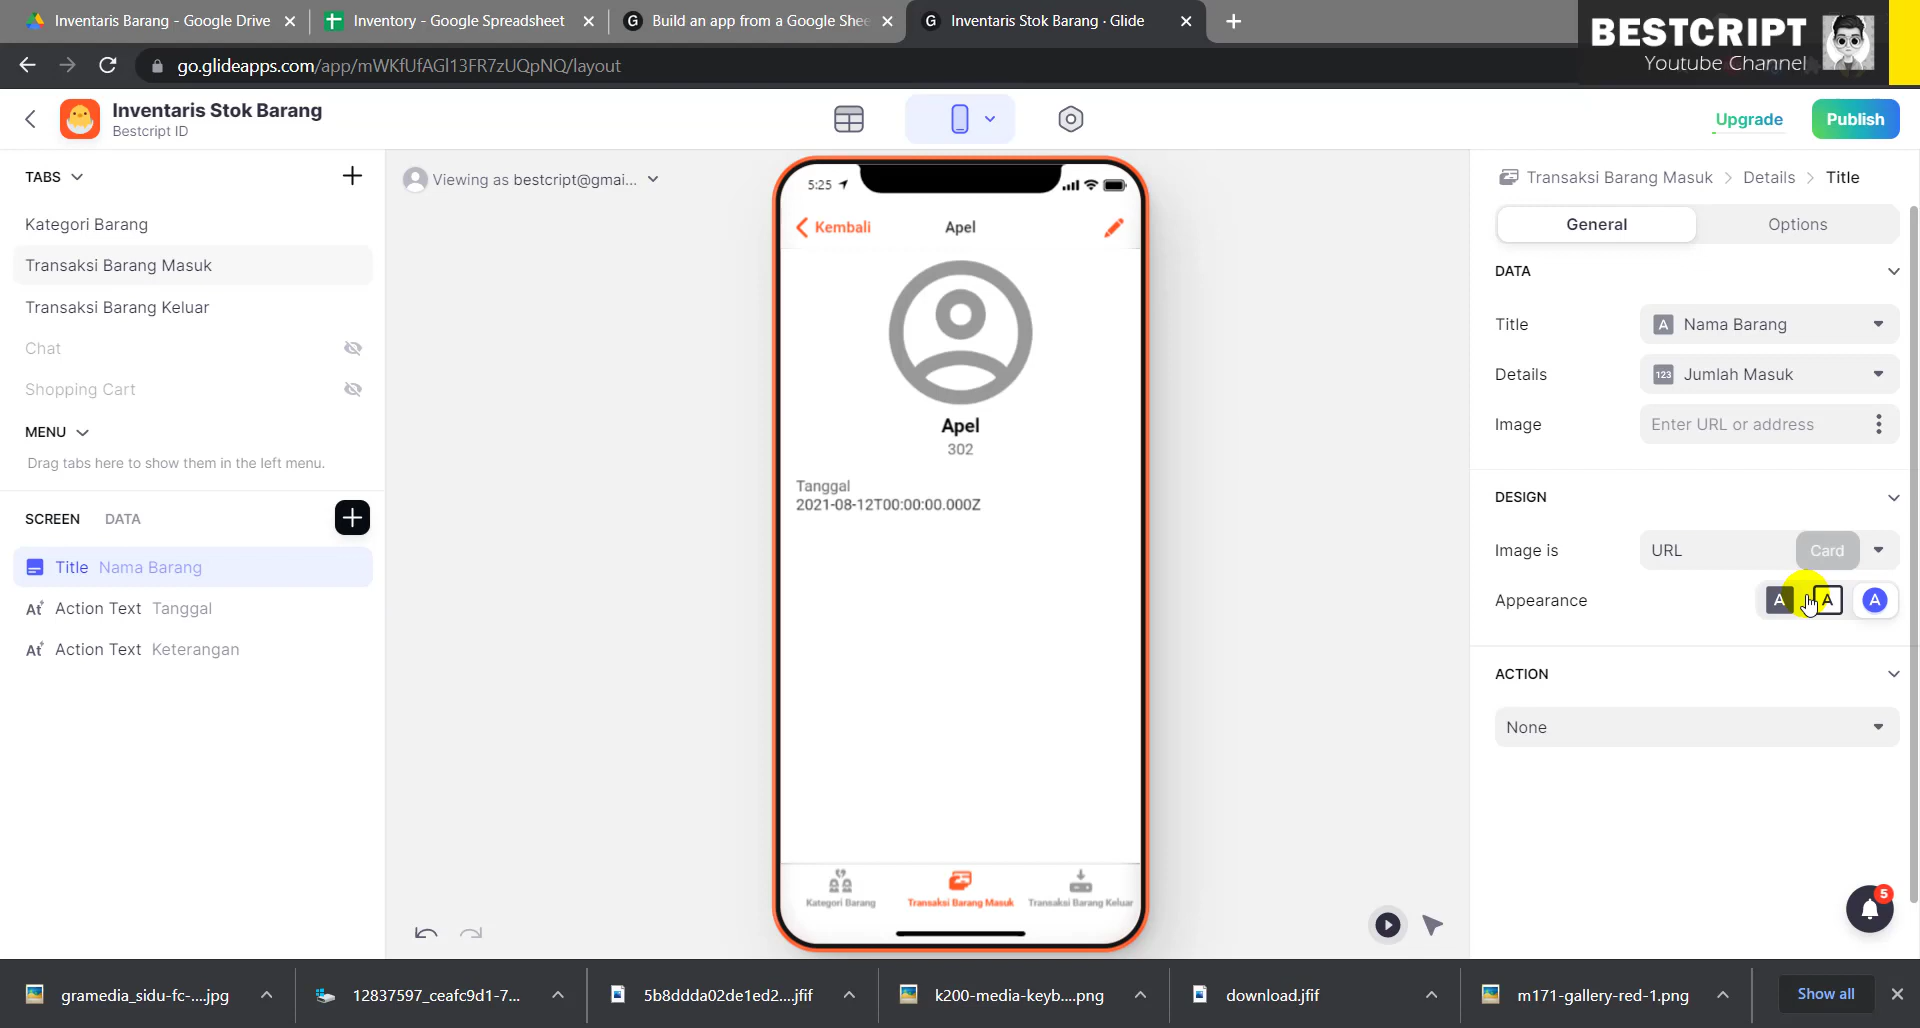 Inventaris Barang - Google Drive
Inventory - Google Spreadsheet
Build an app from a Google Shee
Inventaris Stok Barang · Glide
BESTCRIPT
Youtube Channel
go.glideapps.com/app/mWKfUfAGl13FR7zUQpNQ/layout
Inventaris Stok Barang
Bestcript ID
Upgrade
Publish
TABS
Kategori Barang
Transaksi Barang Masuk
Transaksi Barang Keluar
Chat
Shopping Cart
MENU
Drag tabs here to show them in the left menu.
SCREEN DATA
Title Nama Barang
Action Text Tanggal
Action Text Keterangan
Viewing as bestcript@gmai...
5:25
Kembali
Apel
Apel
302
Tanggal
2021-08-12T00:00:00.000Z
Kategori Barang
Transaksi Barang Masuk
Transaksi Barang Keluar
Transaksi Barang Masuk > Details > Title
General
Options
DATA
Title
A Nama Barang
Details
123 Jumlah Masuk
Image
Enter URL or address
DESIGN
Image is
URL
Card
Appearance
A A A
ACTION
None
5
gramedia_sidu-fc-....jpg
12837597_ceafc9d1-7...
5b8ddda02de1ed2....jfif
k200-media-keyb....png
download.jfif
m171-gallery-red-1.png
Show all